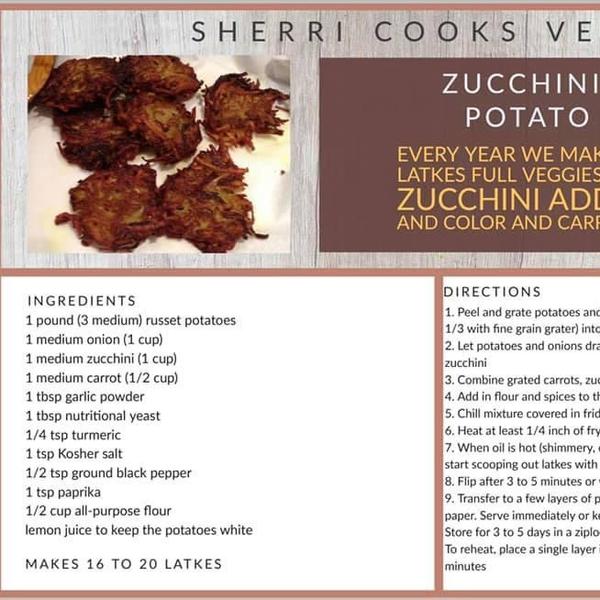 SHERRI COOKS VE
ZUCCHINI
POTATO
EVERY YEAR WE MAK
LATKES FULL VEGGIES
ZUCCHINI ADD
AND COLOR AND CARR
INGREDIENTS
1 pound (3 medium) russet potatoes
1 medium onion (1 cup)
1 medium zucchini (1 cup)
1 medium carrot (1/2 cup)
1 tbsp garlic powder
1 tbsp nutritional yeast
1/4 tsp turmeric
1 tsp Kosher salt
1/2 tsp ground black pepper
1 tsp paprika
1/2 cup all-purpose flour
lemon juice to keep the potatoes white
MAKES 16 TO 20 LATKES
DIRECTIONS
1. Peel and grate potatoes and
1/3 with fine grain grater) into
2. Let potatoes and onions dra
zucchini
3. Combine grated carrots, zuc
4. Add in flour and spices to th
5. Chill mixture covered in frid
6. Heat at least 1/4 inch of fry
7. When oil is hot (shimmery,
start scooping out latkes with
8. Flip after 3 to 5 minutes or
9. Transfer to a few layers of p
paper. Serve immediately or ke
Store for 3 to 5 days in a ziplo
To reheat, place a single layer
minutes